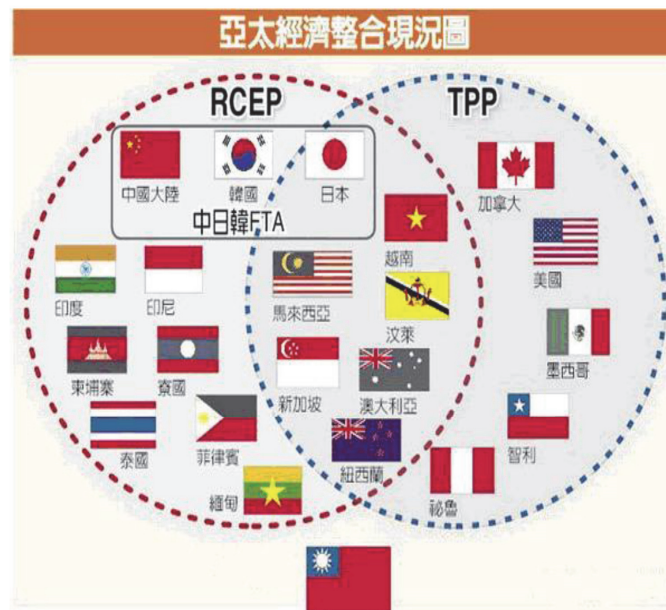 亞太經濟整合現況圖
RCEP
TPP
中國大陸
韓國
日本
中日韓FTA
加拿大
越南
美國
印度
印尼
馬來西亞
汶萊
墨西哥
柬埔寨
寮國
新加坡
澳大利亞
智利
泰國
菲律賓
紐西蘭
祕魯
緬甸